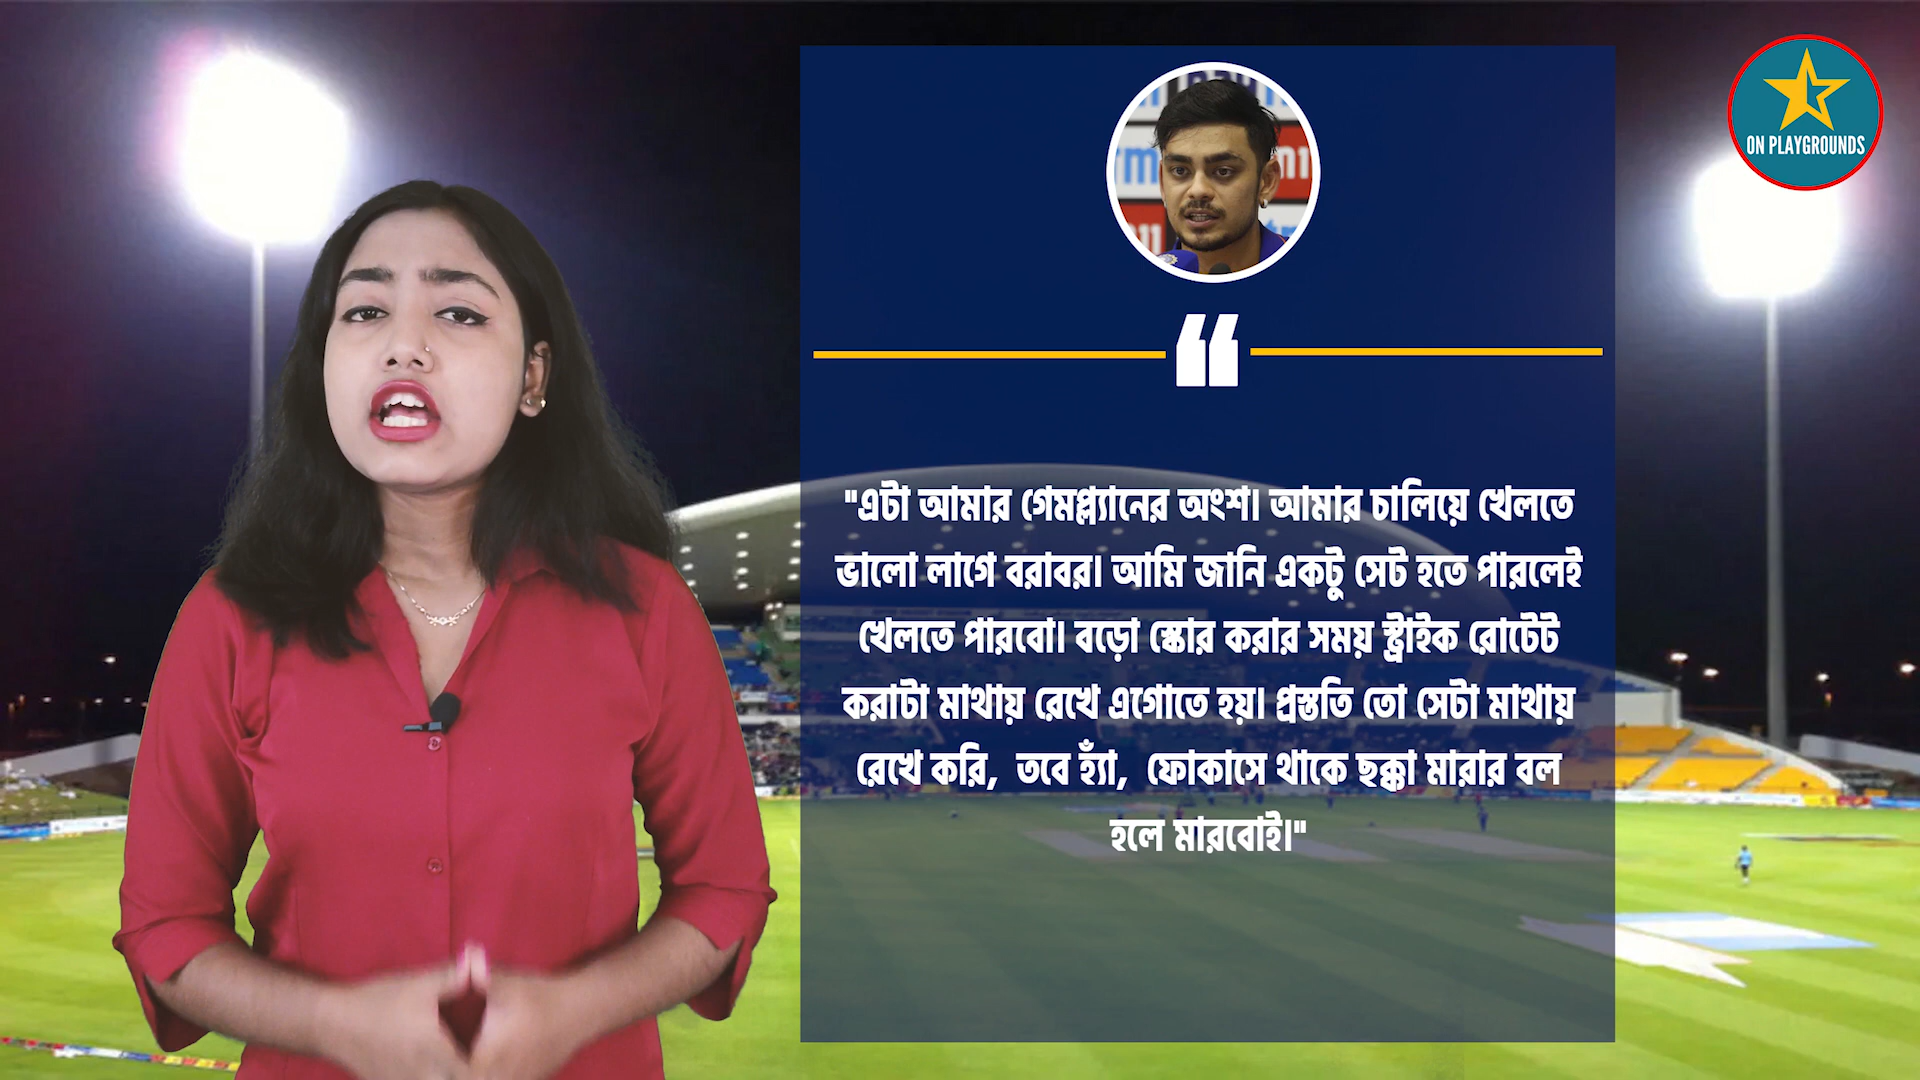 ON PLAYGROUNDS
"এটা আমার গেমপ্ল্যানের অংশ। আমার চালিয়ে খেলতে
ভালো লাগে বরাবর। আমি জানি একটু সেট হতে পারলেই
খেলতে পারবো। বড়ো স্কোর করার সময় স্ট্রাইক রোটেট
করাটা মাথায় রেখে এগোতে হয়। প্রস্তুতি তো সেটা মাথায়
রেখে করি, তবে হ্যাঁ, ফোকাসে থাকে ছক্কা মারার বল
হলে মারবোই।"